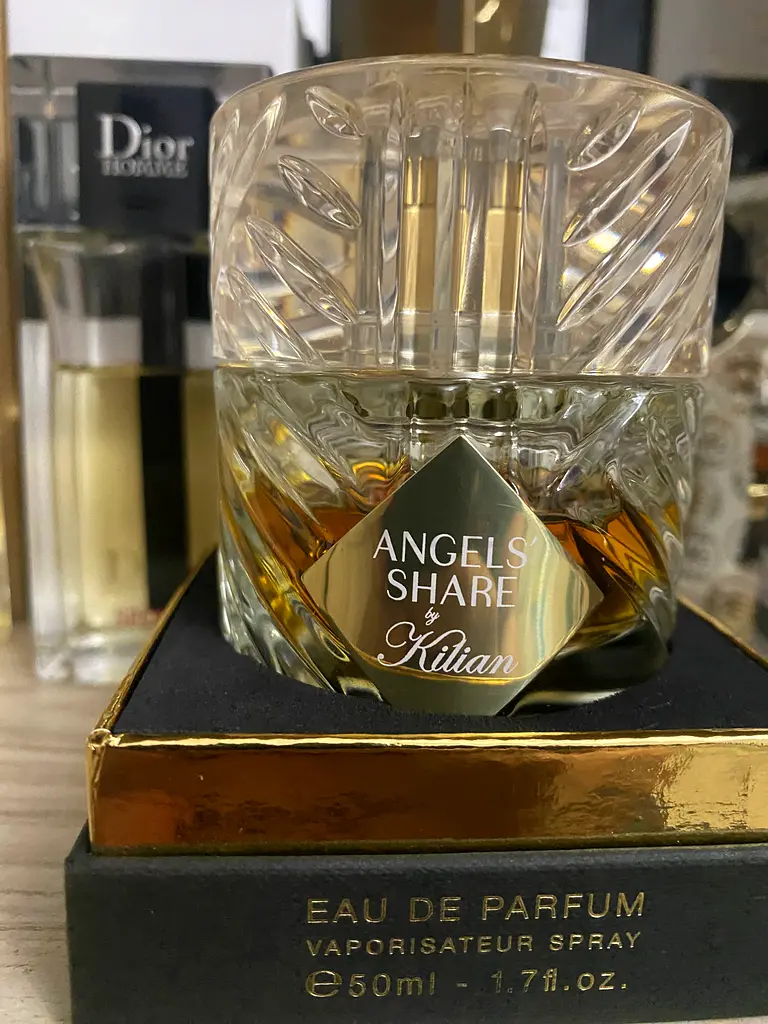 Dior
HOMME
ANGELS'
SHARE
by
Kilian
EAU DE PARFUM
VAPORISATEUR SPRAY
℮50ml - 1.7fl.oz.